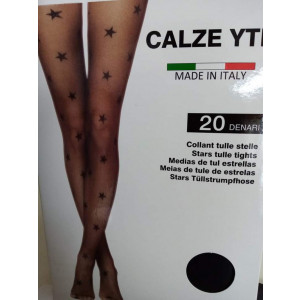 CALZE YTL
MADE IN ITALY
20 DENARI
Collant tulle stelle
Stars tulle tights
Medias de tul estrellas
Meias de tule de estrelas
Stars Tüllstrumpfhose